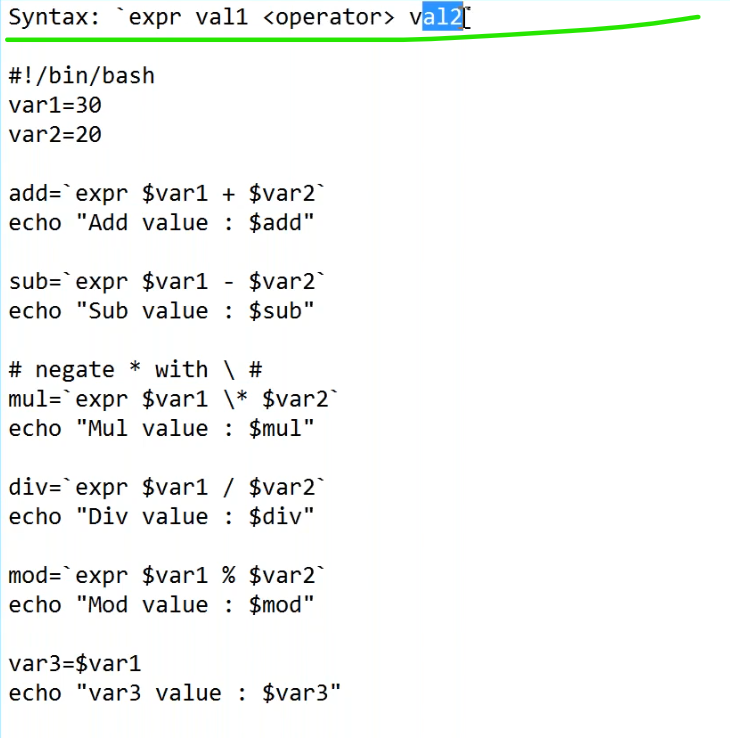 Syntax: `expr val1 <operator> val2`
#!/bin/bash
var1=30
var2=20
add=`expr $var1 + $var2`
echo "Add value : $add"
sub=`expr $var1 - $var2`
echo "Sub value : $sub"
# negate * with \ #
mul=`expr $var1 \* $var2`
echo "Mul value : $mul"
div=`expr $var1 / $var2`
echo "Div value : $div"
mod=`expr $var1 % $var2`
echo "Mod value : $mod"
var3=$var1
echo "var3 value : $var3"